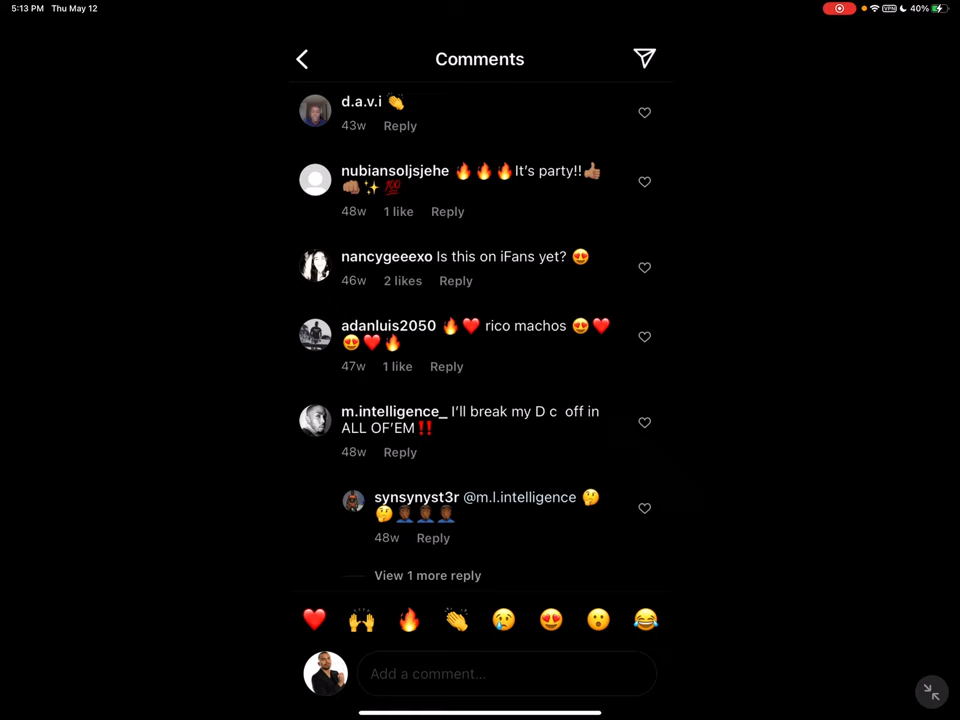 5:13 PM Thu May 12
VPN 40%
Comments
d.a.v.i 👏
43w Reply
nubiansoljsjehe 🔥🔥🔥It’s party!!👍🏽
👊🏽✨💯
48w 1 like Reply
nancygeeexo Is this on iFans yet? 😍
46w 2 likes Reply
adanluis2050 🔥❤️ rico machos 😍❤️
😍❤️🔥
47w 1 like Reply
m.intelligence_ I’ll break my D c off in
ALL OF’EM‼️
48w Reply
synsynyst3r @m.l.intelligence 🤔
🤔🤦🏾‍♂️🤦🏾‍♂️🤦🏾‍♂️
48w Reply
View 1 more reply
❤️🙌🔥👏😢😍😮😂
Add a comment...